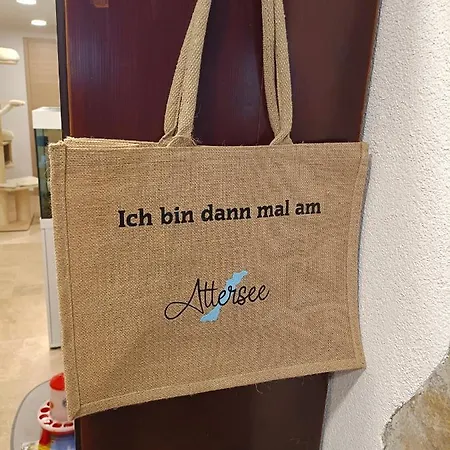 Ich bin dann mal am
Attersee